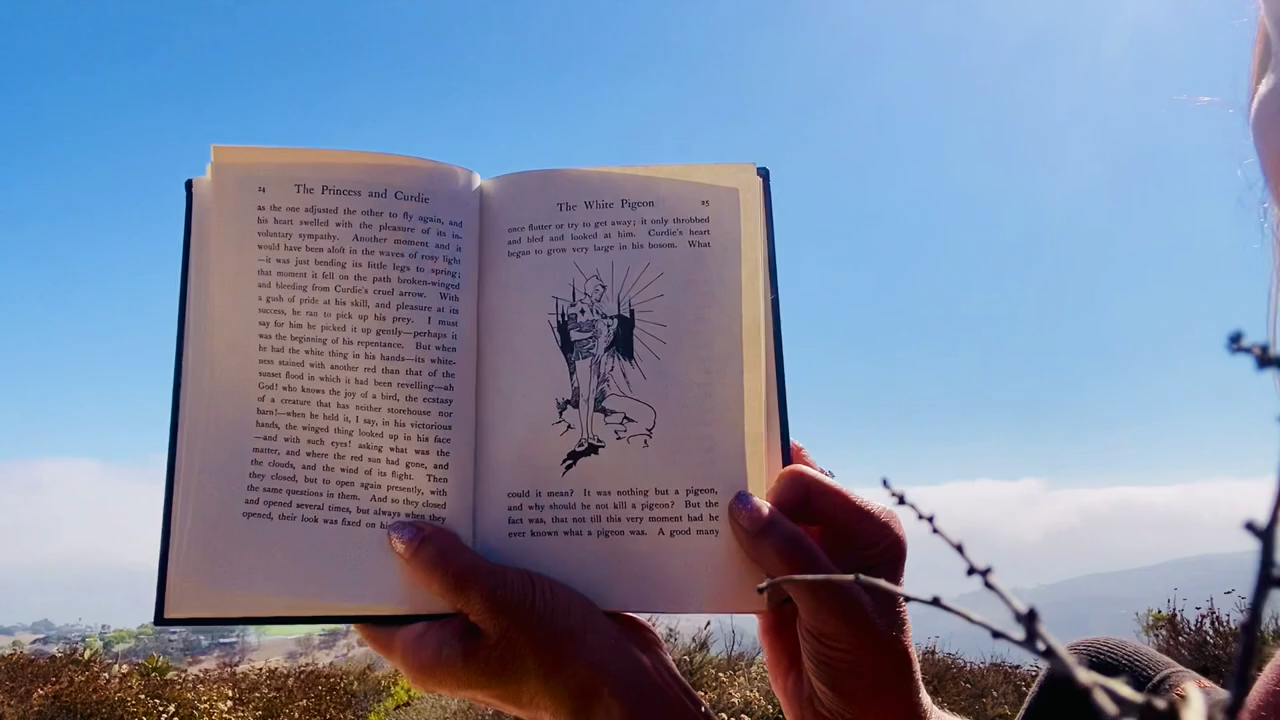 24
The Princess and Curdie
as the one adjusted the other to fly again, and
his heart swelled with the pleasure of its in-
voluntary sympathy. Another moment and it
would have been aloft in the waves of rosy light
—it was just bending its little legs to spring;
that moment it fell on the path broken-winged
and bleeding from Curdie's cruel arrow. With
a gush of pride at his skill, and pleasure at its
success, he ran to pick up his prey. I must
say for him he picked it up gently—perhaps it
was the beginning of his repentance. But when
he had the white thing in his hands—its white-
ness stained with another red than that of the
sunset flood in which it had been revelling—ah
God! who knows the joy of a bird, the ecstasy
of a creature that has neither storehouse nor
barn!—when he held it, I say, in his victorious
hands, the winged thing looked up in his face
—and with such eyes! asking what was the
matter, and where the red sun had gone, and
the clouds, and the wind of its flight. Then
they closed, but to open again presently, with
the same questions in them. And so they closed
and opened several times, but always when they
opened, their look was fixed on
The White Pigeon
25
once flutter or try to get away; it only throbbed
and bled and looked at him. Curdie's heart
began to grow very large in his bosom. What
could it mean? It was nothing but a pigeon,
and why should he not kill a pigeon? But the
fact was, that not till this very moment had he
ever known what a pigeon was. A good many